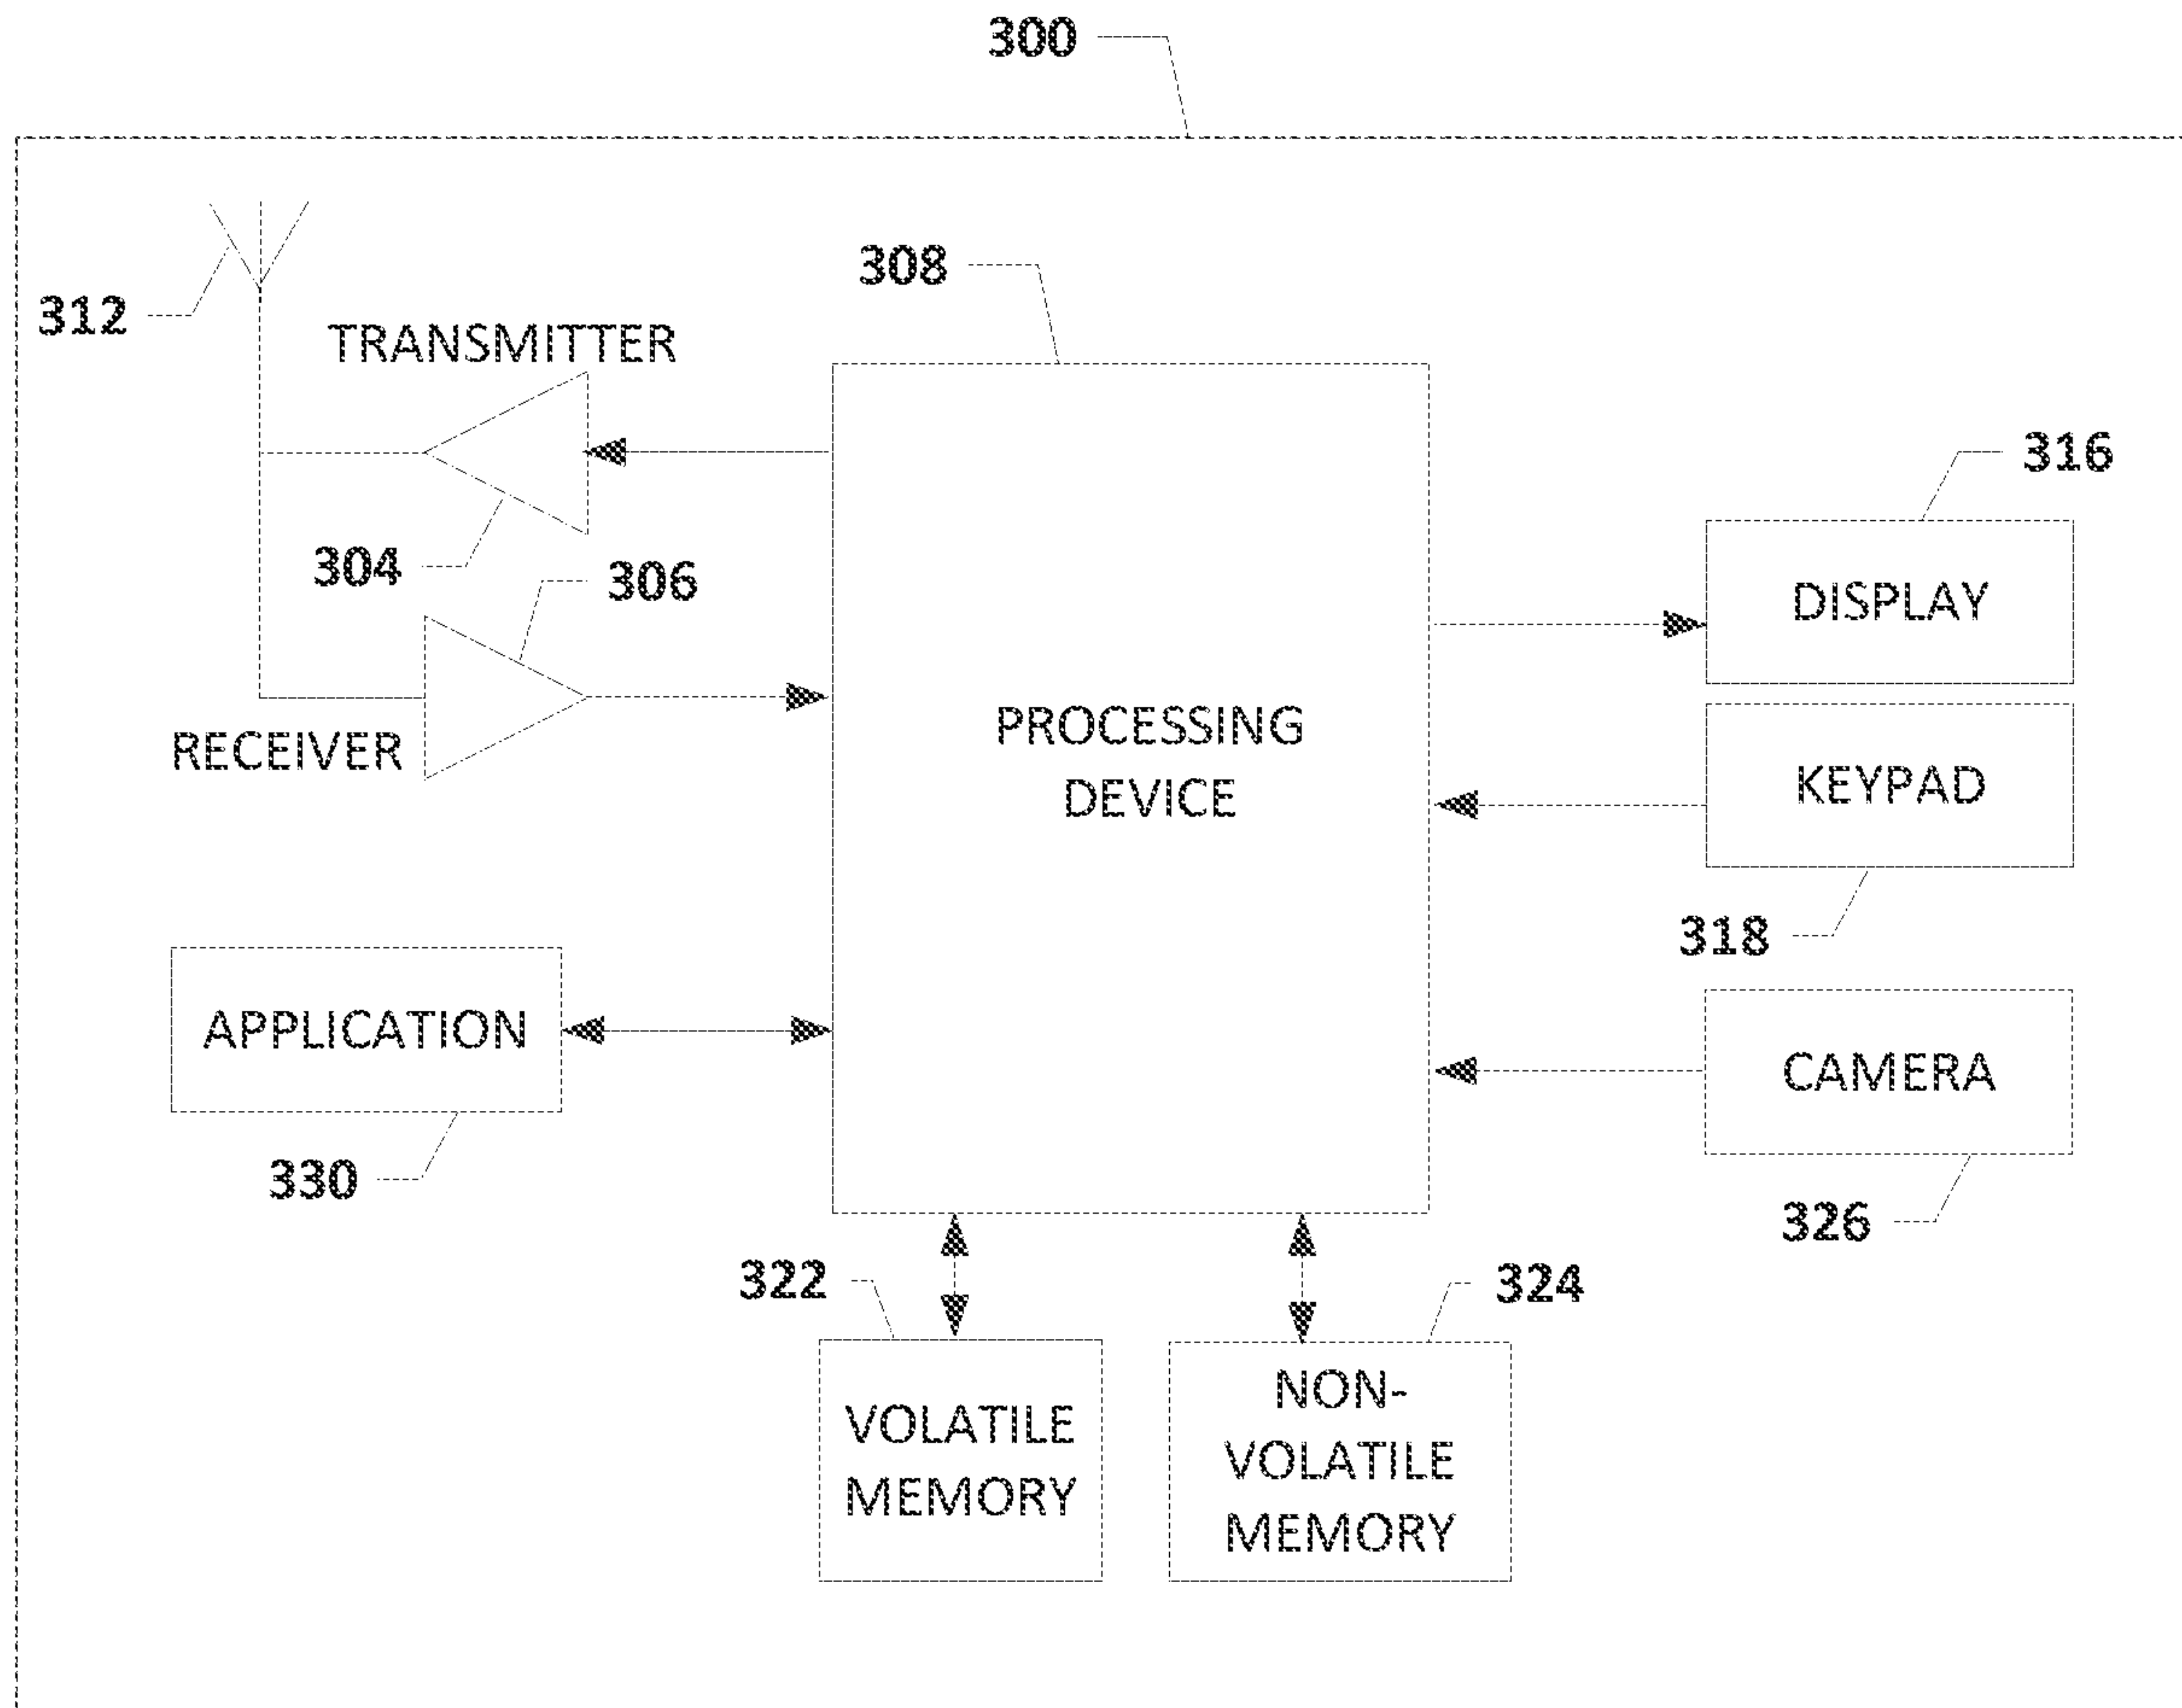 300
312
TRANSMITTER
308
304
306
RECEIVER
PROCESSING
DEVICE
316
DISPLAY
KEYPAD
318
APPLICATION
330
CAMERA
326
322
VOLATILE
MEMORY
324
NON-
VOLATILE
MEMORY